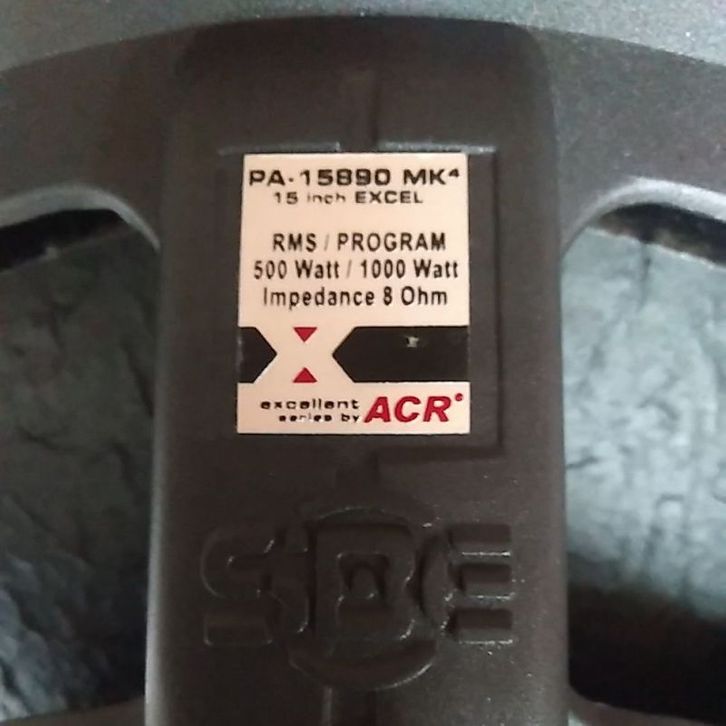 PA-15890 MK⁴
15 inch EXCEL
RMS / PROGRAM
500 Watt / 1000 Watt
Impedance 8 Ohm
excellent
series by ACR®
SBE